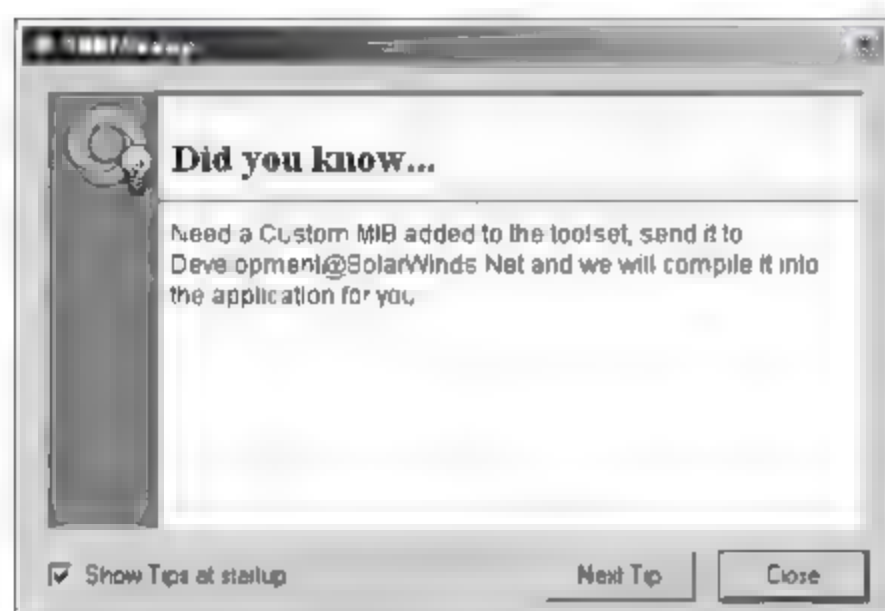 Did you know...
Need a Custom MIB added to the toolset, send it to
Development@SolarWinds.Net and we will compile it into
the application for you.
Show Tips at startup
Next Tip
Close